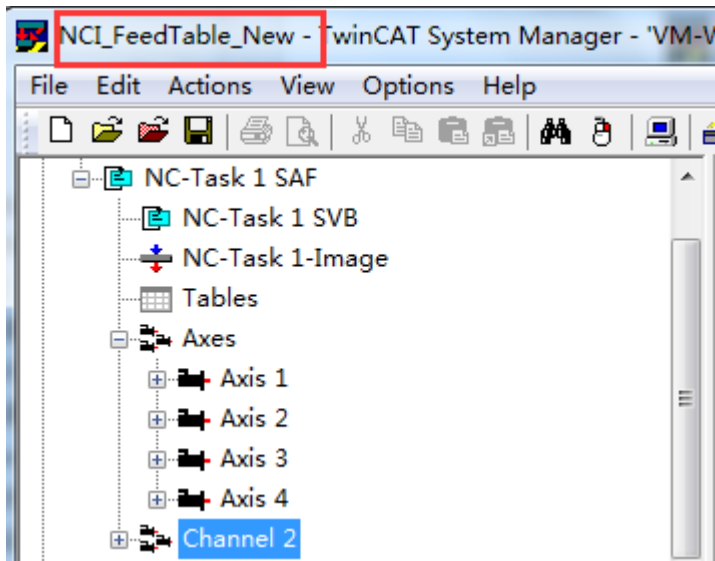 NCI_FeedTable_New - TwinCAT System Manager - 'VM-W
File Edit Actions View Options Help
NC-Task 1 SAF
NC-Task 1 SVB
NC-Task 1-Image
Tables
Axes
Axis 1
Axis 2
Axis 3
Axis 4
Channel 2